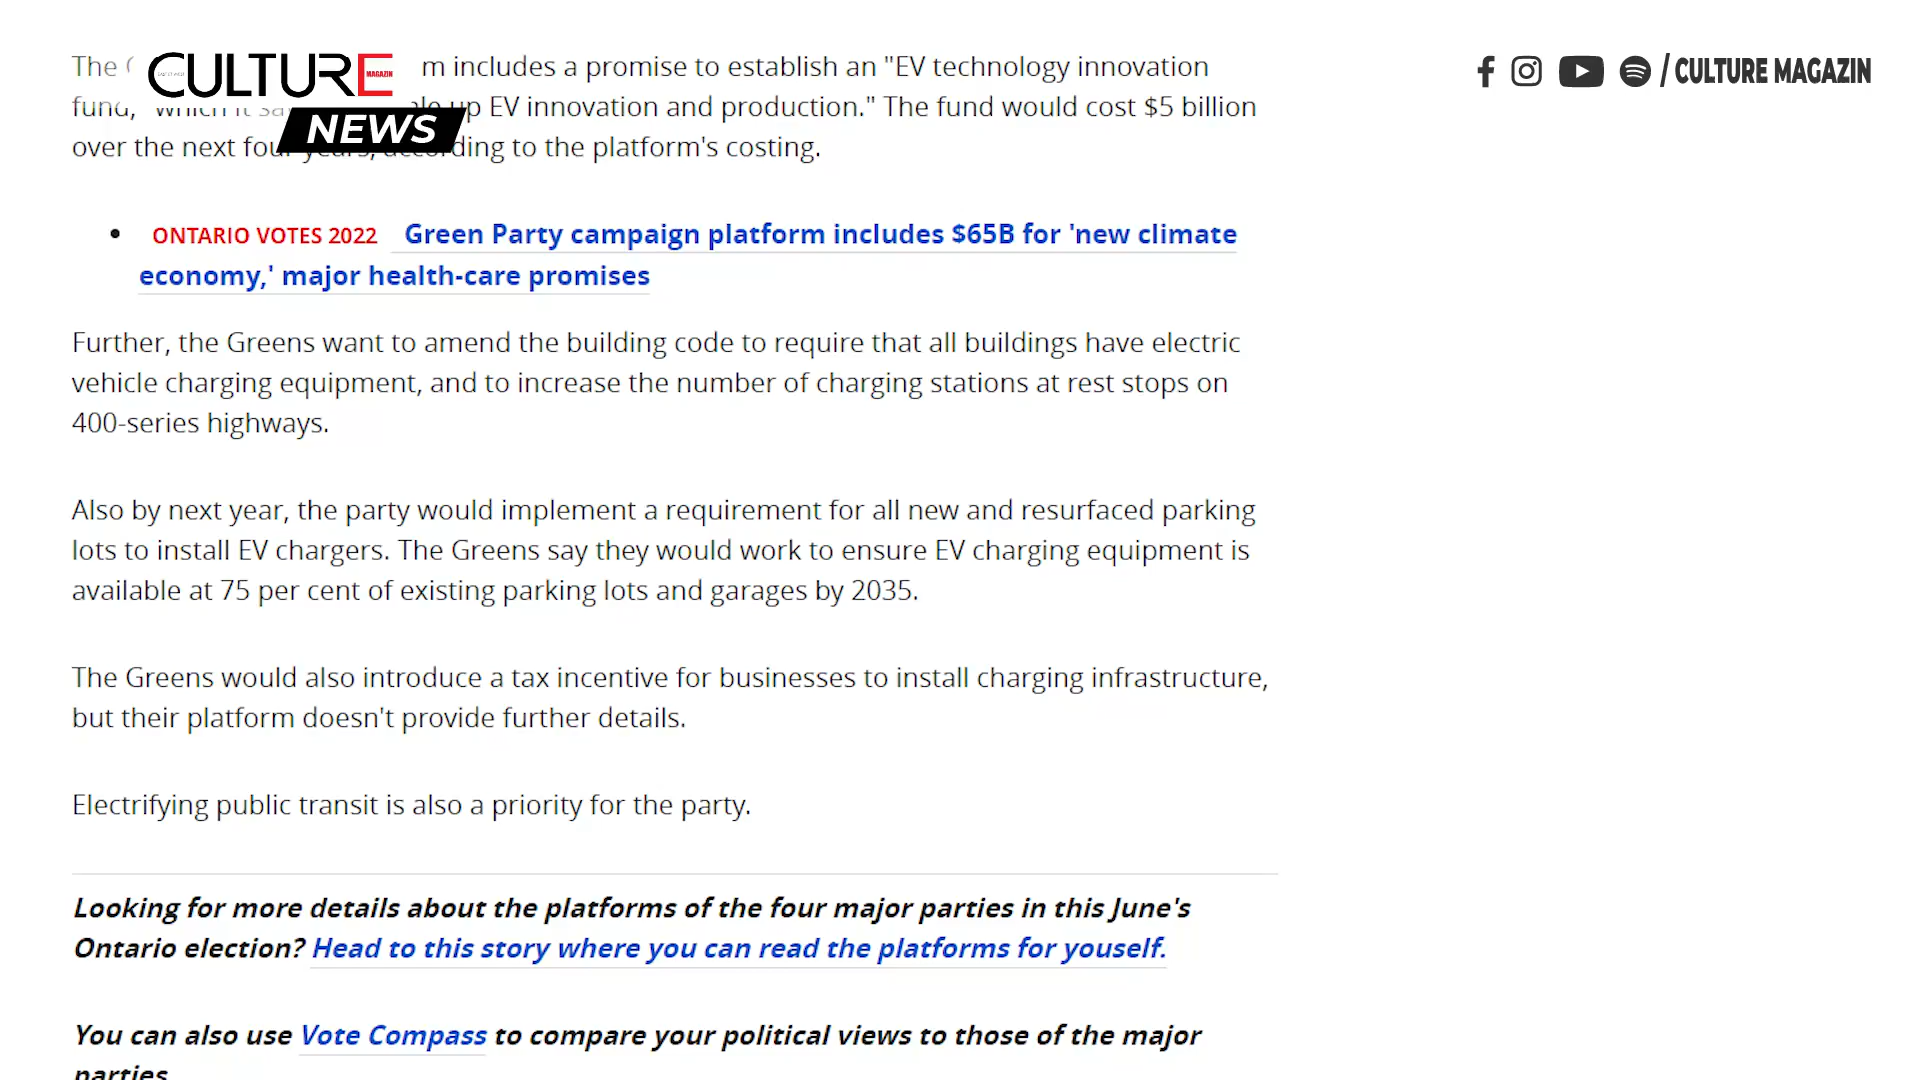 CULTURE
MAGAZIN
NEWS
/ CULTURE MAGAZIN
The m includes a promise to establish an "EV technology innovation
fund," which it up EV innovation and production." The fund would cost $5 billion
over the next four years, according to the platform's costing.
• ONTARIO VOTES 2022 Green Party campaign platform includes $65B for 'new climate
economy,' major health-care promises
Further, the Greens want to amend the building code to require that all buildings have electric
vehicle charging equipment, and to increase the number of charging stations at rest stops on
400-series highways.
Also by next year, the party would implement a requirement for all new and resurfaced parking
lots to install EV chargers. The Greens say they would work to ensure EV charging equipment is
available at 75 per cent of existing parking lots and garages by 2035.
The Greens would also introduce a tax incentive for businesses to install charging infrastructure,
but their platform doesn't provide further details.
Electrifying public transit is also a priority for the party.
Looking for more details about the platforms of the four major parties in this June's
Ontario election? Head to this story where you can read the platforms for youself.
You can also use Vote Compass to compare your political views to those of the major
parties.